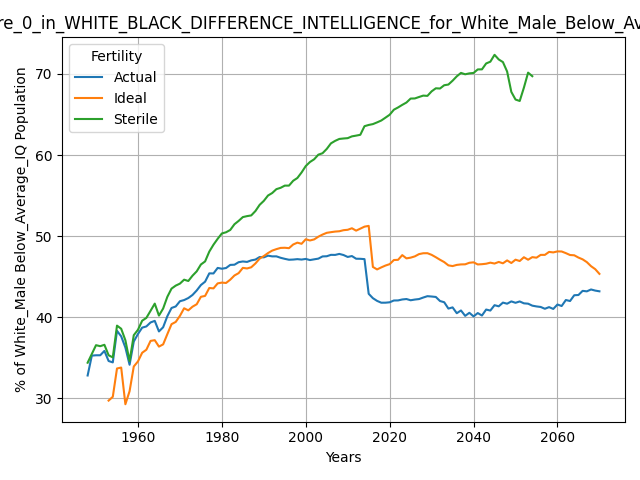 re_0_in_WHITE_BLACK_DIFFERENCE_INTELLIGENCE_for_White_Male_Below_Av
Fertility
Actual
Ideal
Sterile
% of White_Male Below_Average_IQ Population
70
60
50
40
30
1960
1980
2000
2020
2040
2060
Years